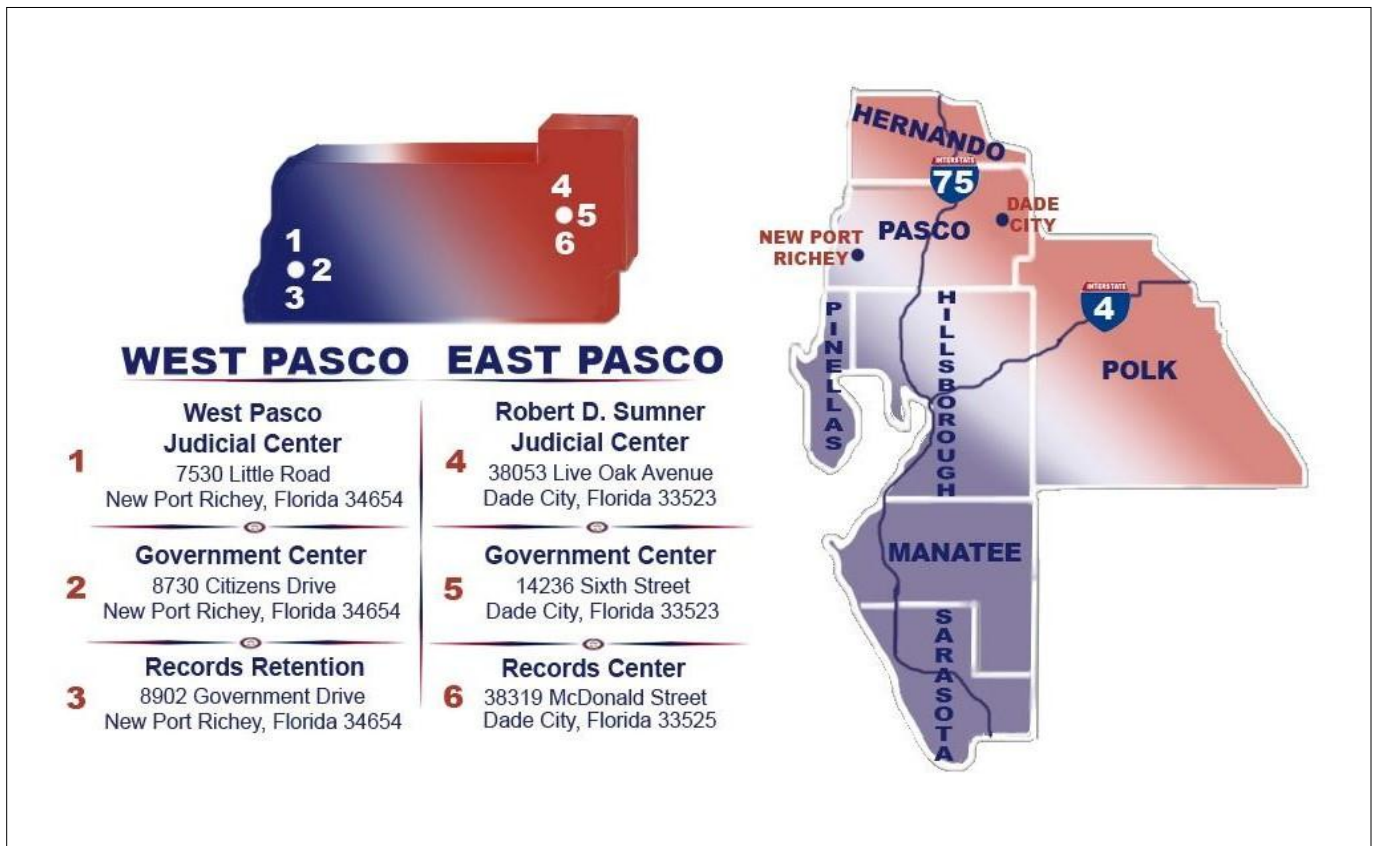 1
2
3
4
5
6
WEST PASCO
1
West Pasco
Judicial Center
7530 Little Road
New Port Richey, Florida 34654
2
Government Center
8730 Citizens Drive
New Port Richey, Florida 34654
3
Records Retention
8902 Government Drive
New Port Richey, Florida 34654
EAST PASCO
4
Robert D. Sumner
Judicial Center
38053 Live Oak Avenue
Dade City, Florida 33523
5
Government Center
14236 Sixth Street
Dade City, Florida 33523
6
Records Center
38319 McDonald Street
Dade City, Florida 33525
HERNANDO
INTERSTATE
75
DADE
CITY
PASCO
NEW PORT
RICHEY
INTERSTATE
4
PINELLAS
HILLSBOROUGH
POLK
MANATEE
SARASOTA